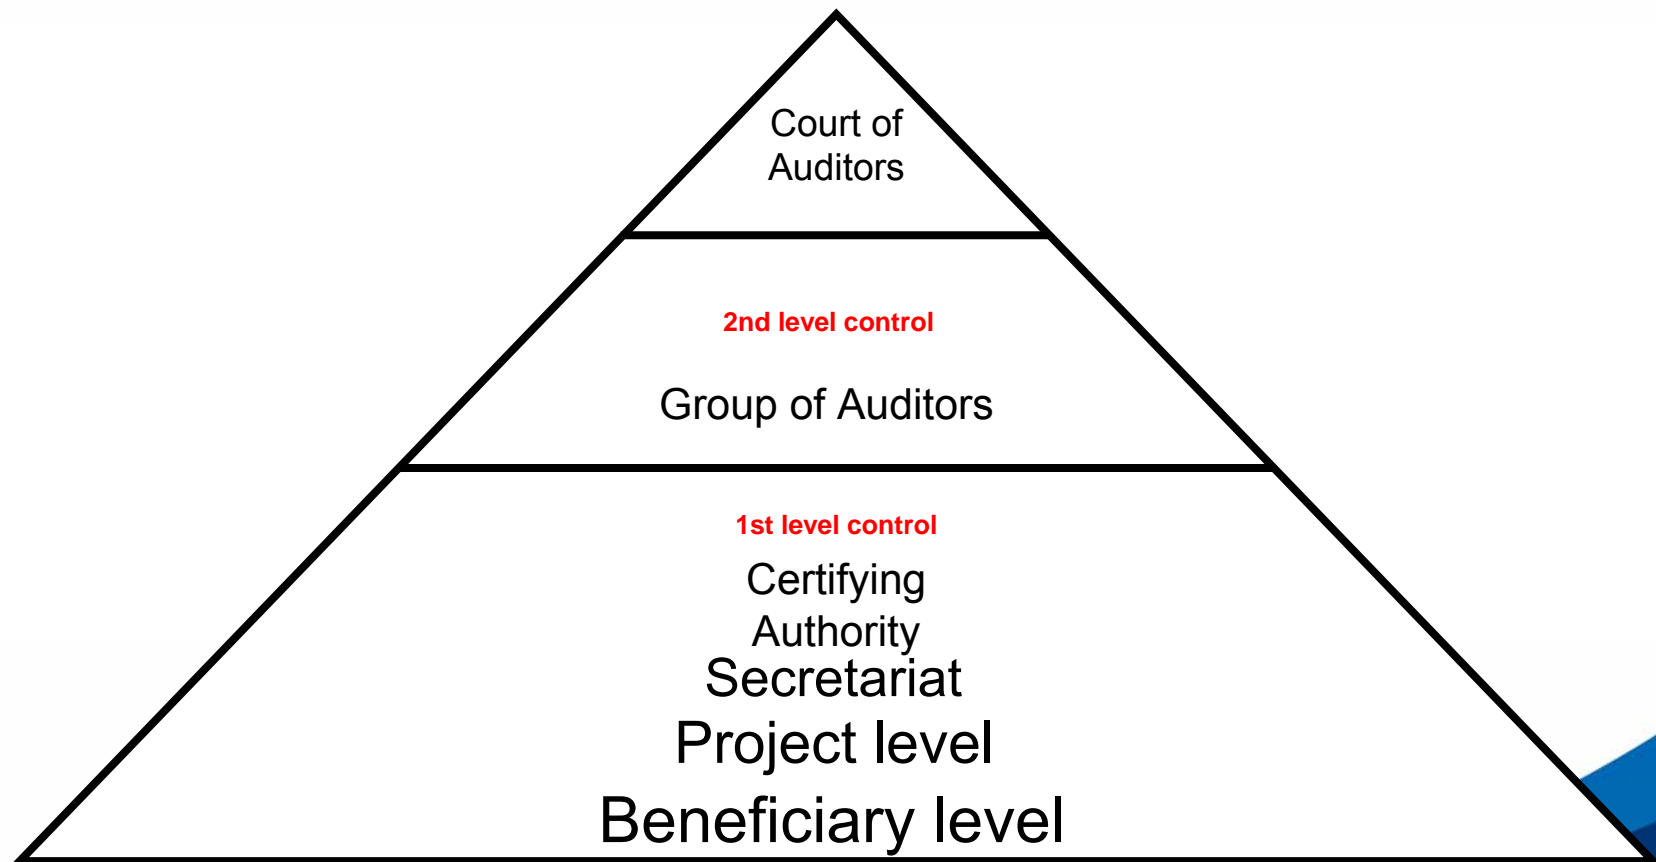 Court of
Auditors
2nd level control
Group of Auditors
1st level control
Certifying
Authority
Secretariat
Project level
Beneficiary level